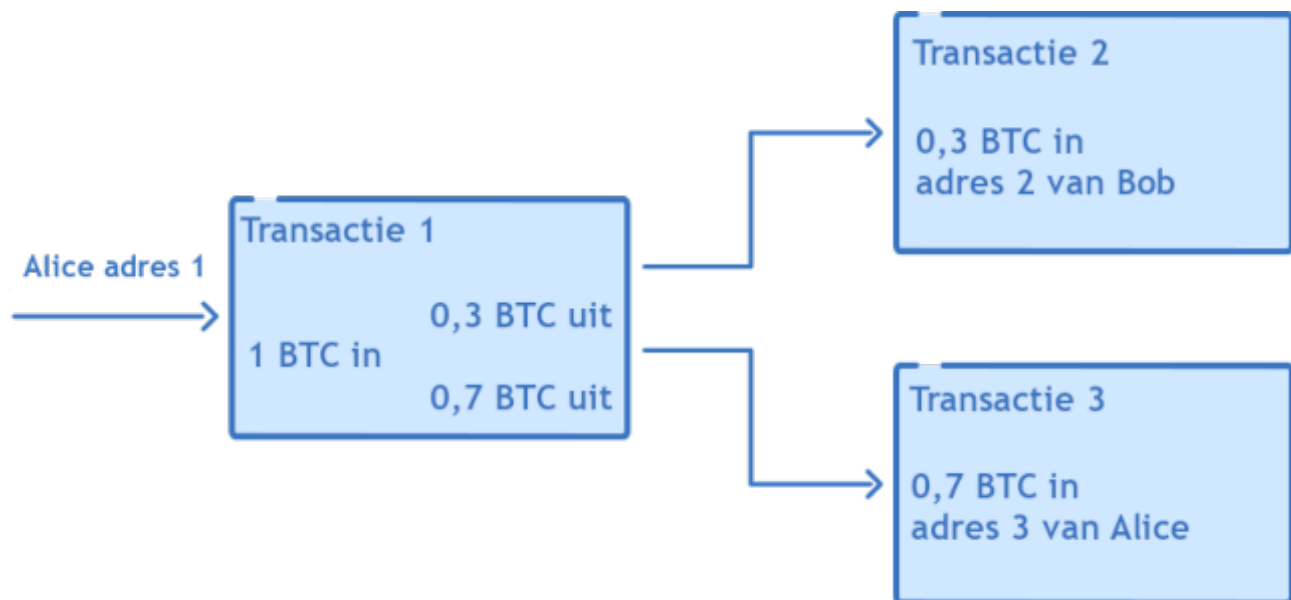 Alice adres 1
Transactie 1
0,3 BTC uit
1 BTC in
0,7 BTC uit
Transactie 2
0,3 BTC in
adres 2 van Bob
Transactie 3
0,7 BTC in
adres 3 van Alice